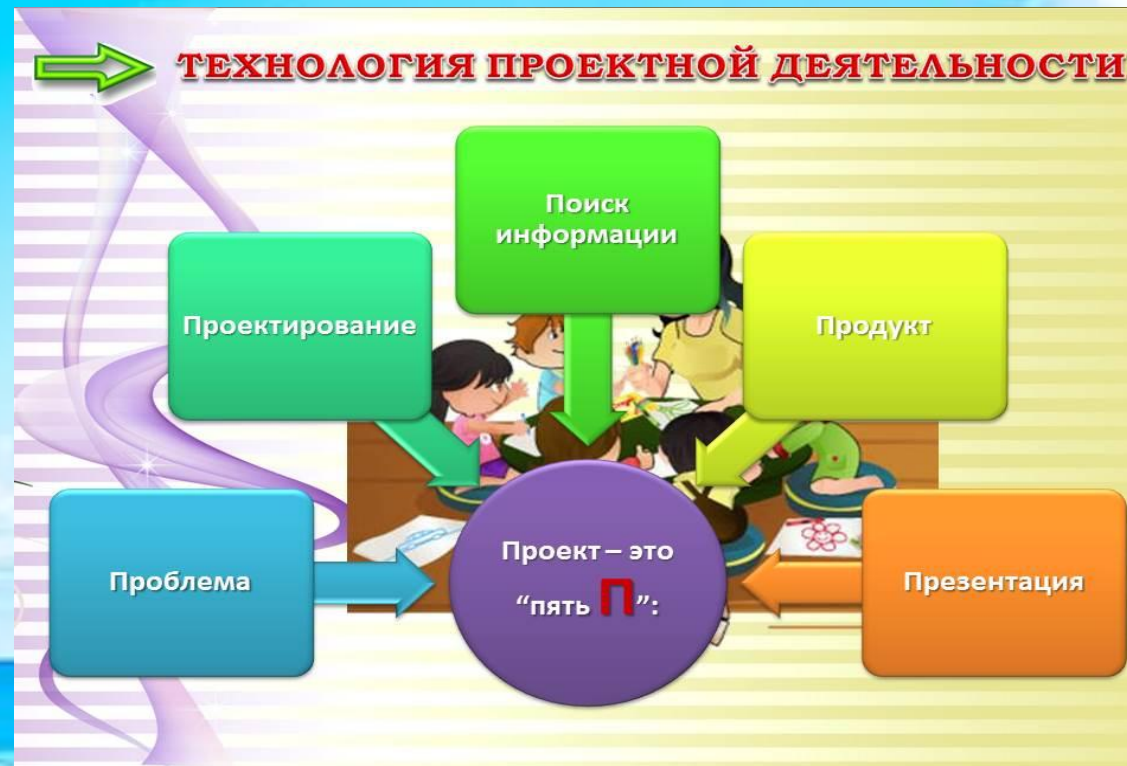 ТЕХНОЛОГИЯ ПРОЕКТНОЙ ДЕЯТЕЛЬНОСТИ
Поиск
информации
Проектирование
Продукт
Проблема
Проект – это
“пять П”:
Презентация